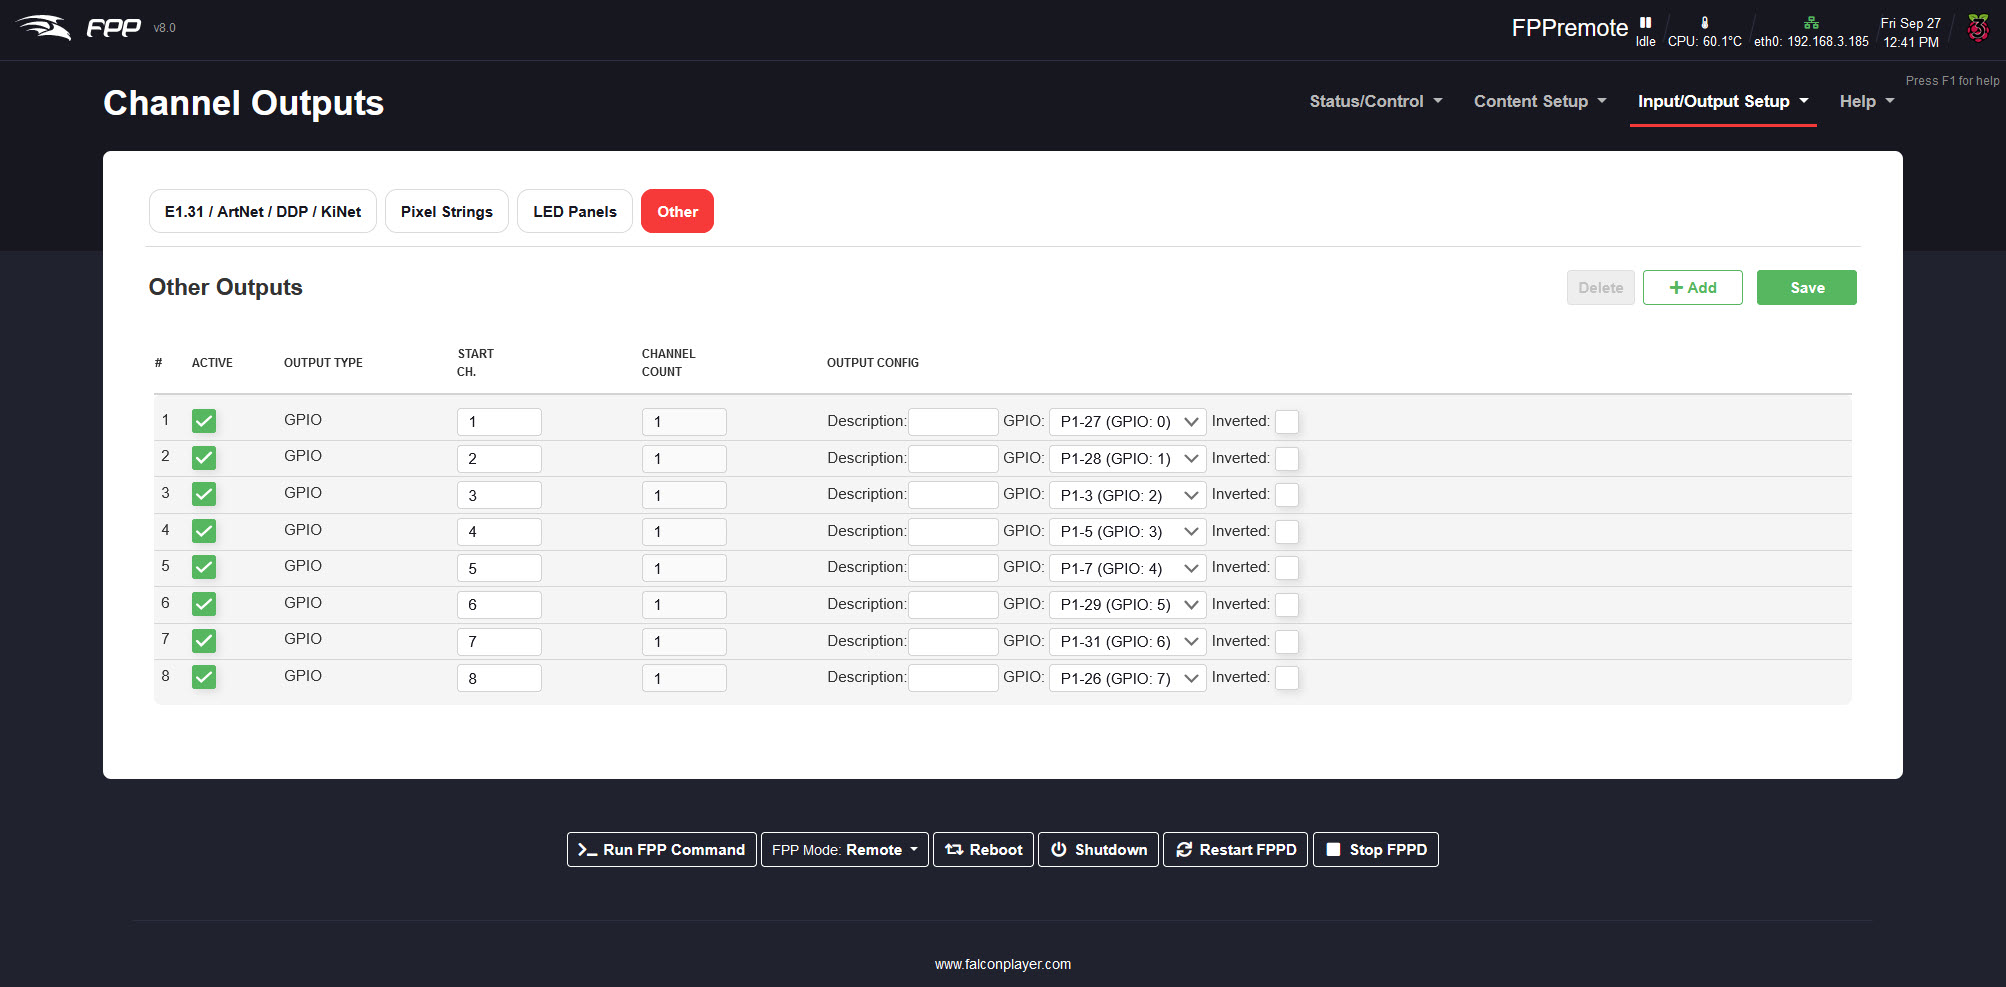 FPP v8.0
FPPremote
Idle
CPU: 60.1°C
eth0: 192.168.3.185
Fri Sep 27
12:41 PM
Press F1 for help
Channel Outputs
Status/Control
Content Setup
Input/Output Setup
Help
E1.31 / ArtNet / DDP / KiNet
Pixel Strings
LED Panels
Other
Other Outputs
Delete
Add
Save
# ACTIVE OUTPUT TYPE START CH. CHANNEL COUNT OUTPUT CONFIG
1 GPIO 1 1 Description: GPIO: P1-27 (GPIO: 0) Inverted:
2 GPIO 2 1 Description: GPIO: P1-28 (GPIO: 1) Inverted:
3 GPIO 3 1 Description: GPIO: P1-3 (GPIO: 2) Inverted:
4 GPIO 4 1 Description: GPIO: P1-5 (GPIO: 3) Inverted:
5 GPIO 5 1 Description: GPIO: P1-7 (GPIO: 4) Inverted:
6 GPIO 6 1 Description: GPIO: P1-29 (GPIO: 5) Inverted:
7 GPIO 7 1 Description: GPIO: P1-31 (GPIO: 6) Inverted:
8 GPIO 8 1 Description: GPIO: P1-26 (GPIO: 7) Inverted:
Run FPP Command
FPP Mode: Remote
Reboot
Shutdown
Restart FPPD
Stop FPPD
www.falconplayer.com